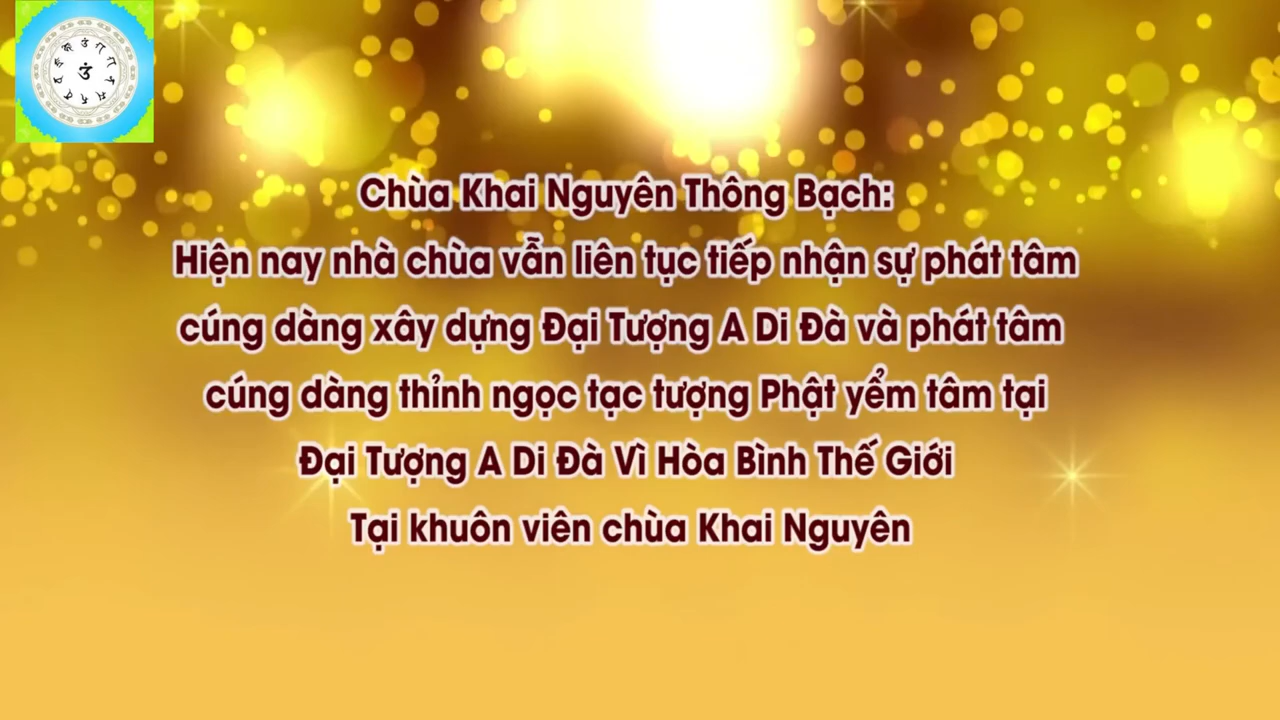 Chùa Khai Nguyên Thông Bạch:
Hiện nay nhà chùa vẫn liên tục tiếp nhận sự phát tâm
cúng dàng xây dựng Đại Tượng A Di Đà và phát tâm
cúng dàng thỉnh ngọc tạc tượng Phật yểm tâm tại
Đại Tượng A Di Đà Vì Hòa Bình Thế Giới
Tại khuôn viên chùa Khai Nguyên